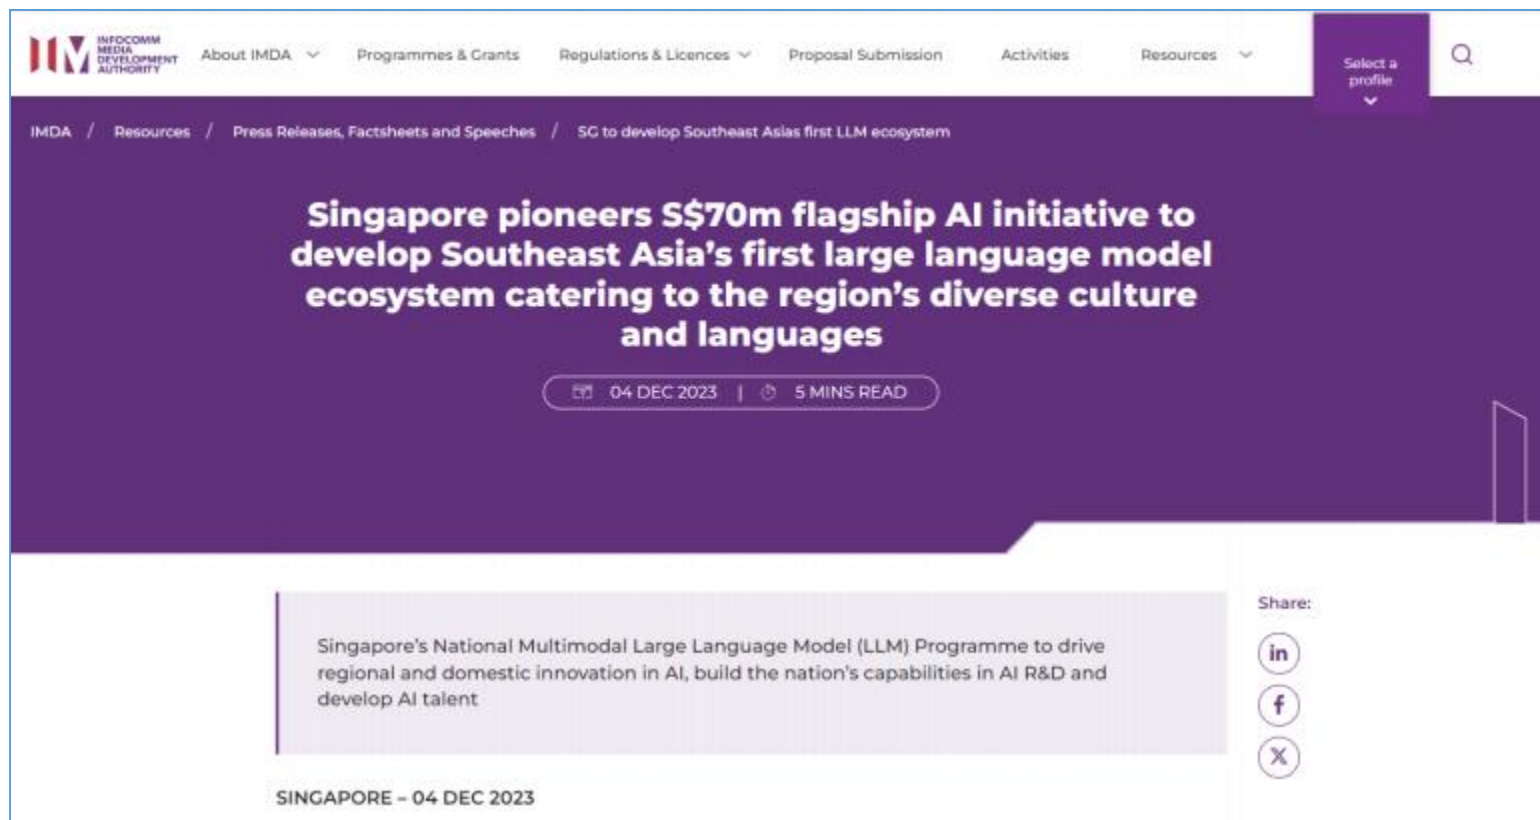 INFOCOMM
MEDIA
DEVELOPMENT
AUTHORITY
About IMDA
Programmes & Grants
Regulations & Licences
Proposal Submission
Activities
Resources
Select a
profile
IMDA / Resources / Press Releases, Factsheets and Speeches / SG to develop Southeast Asias first LLM ecosystem
Singapore pioneers S$70m flagship AI initiative to
develop Southeast Asia's first large language model
ecosystem catering to the region's diverse culture
and languages
04 DEC 2023 | 5 MINS READ
Singapore's National Multimodal Large Language Model (LLM) Programme to drive
regional and domestic innovation in AI, build the nation's capabilities in AI R&D and
develop AI talent
Share:
in
f
X
SINGAPORE – 04 DEC 2023